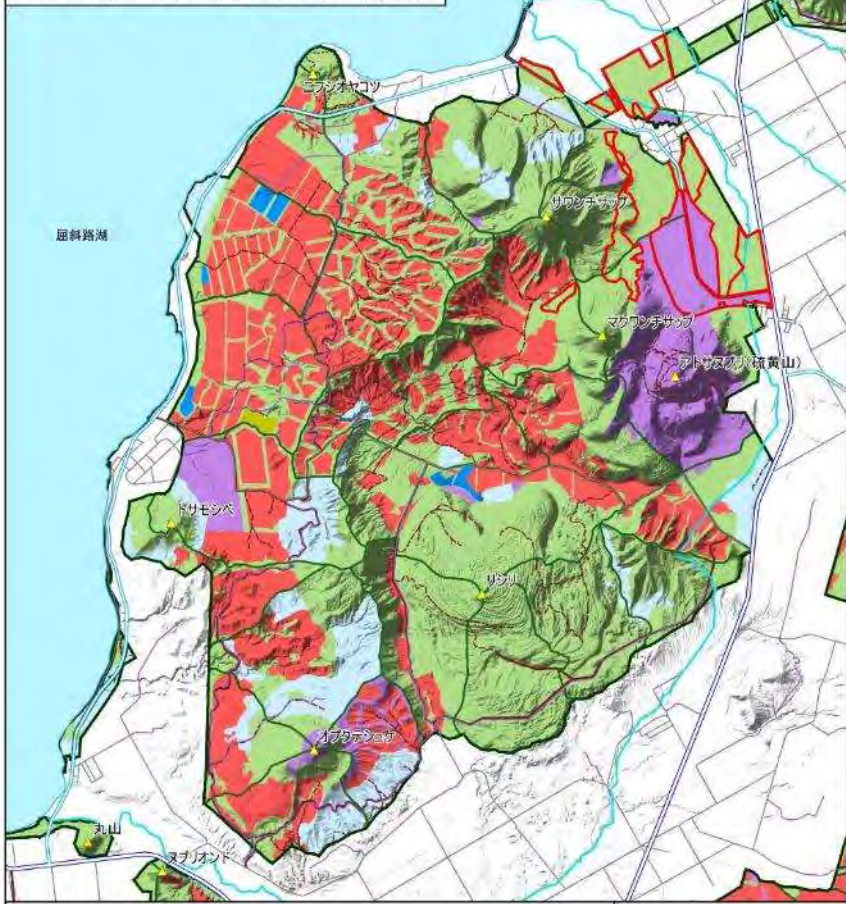 ニフシオヤコツ
サワンチサップ
屈斜路湖
マクワンチサップ
アトサヌプリ(硫黄山)
トサモシベ
リシリ
オプタテシュケ
丸山
ヌプリオンド